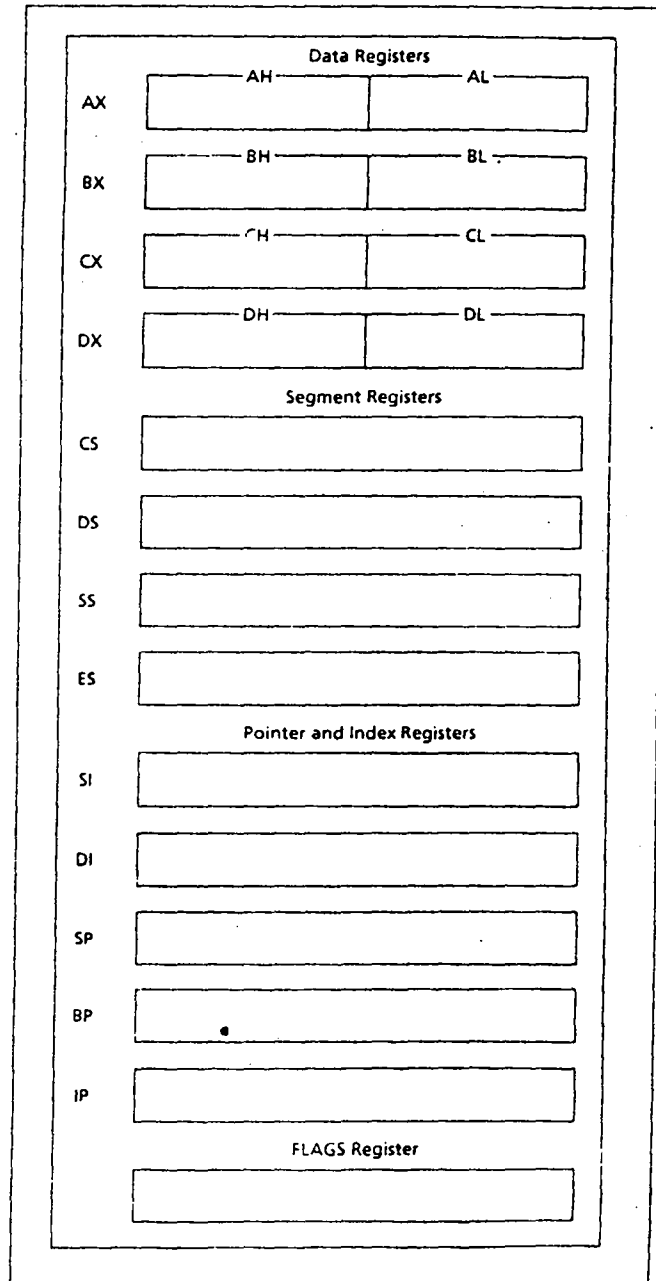 Data Registers
AH AL
AX
BH BL
BX
CH CL
CX
DH DL
DX
Segment Registers
CS
DS
SS
ES
Pointer and Index Registers
SI
DI
SP
BP
IP
FLAGS Register